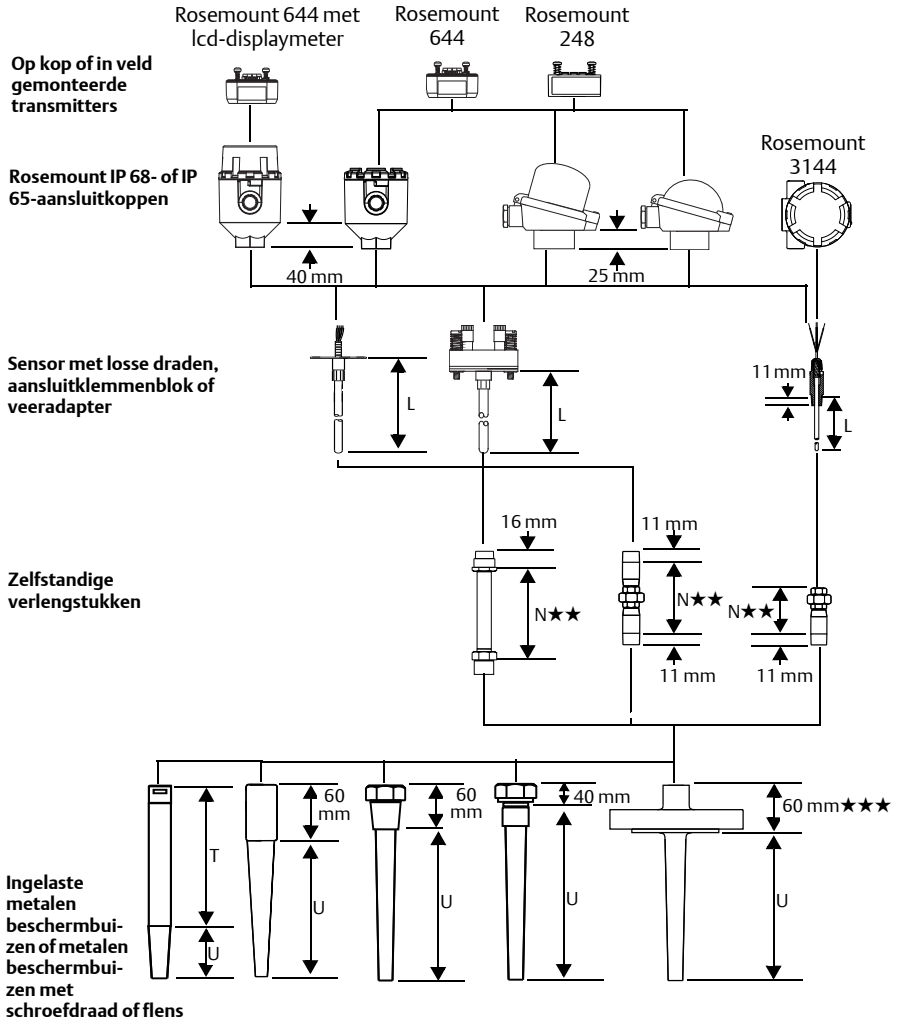 Rosemount 644 met
lcd-displaymeter
Rosemount
644
Rosemount
248
Op kop of in veld
gemonteerde
transmitters
Rosemount
3144
Rosemount IP 68- of IP
65-aansluitkoppen
40 mm
25 mm
Sensor met losse draden,
aansluitklemmenblok of
veeradapter
L
L
11 mm
L
16 mm
11 mm
Zelfstandige
verlengstukken
N★★
N★★
N★★
11 mm
11 mm
60
mm
60
mm
40 mm
60 mm★★★
T
U
U
U
U
U
Ingelaste
metalen
beschermbui-
zen of metalen
beschermbui-
zen met
schroefdraad of flens